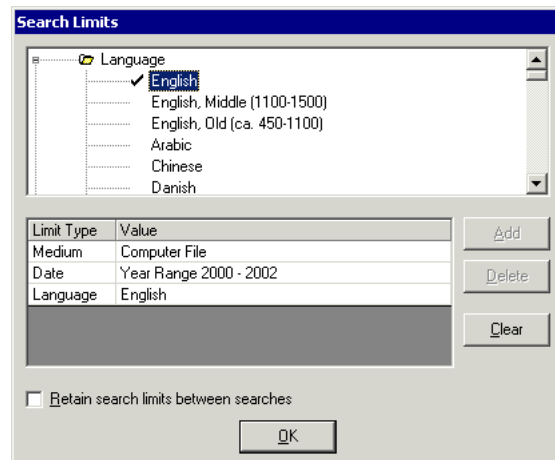 Search Limits
Language
English
English, Middle (1100-1500)
English, Old (ca. 450-1100)
Arabic
Chinese
Danish
Limit Type Value
Medium Computer File
Date Year Range 2000 - 2002
Language English
Add
Delete
Clear
Retain search limits between searches
OK